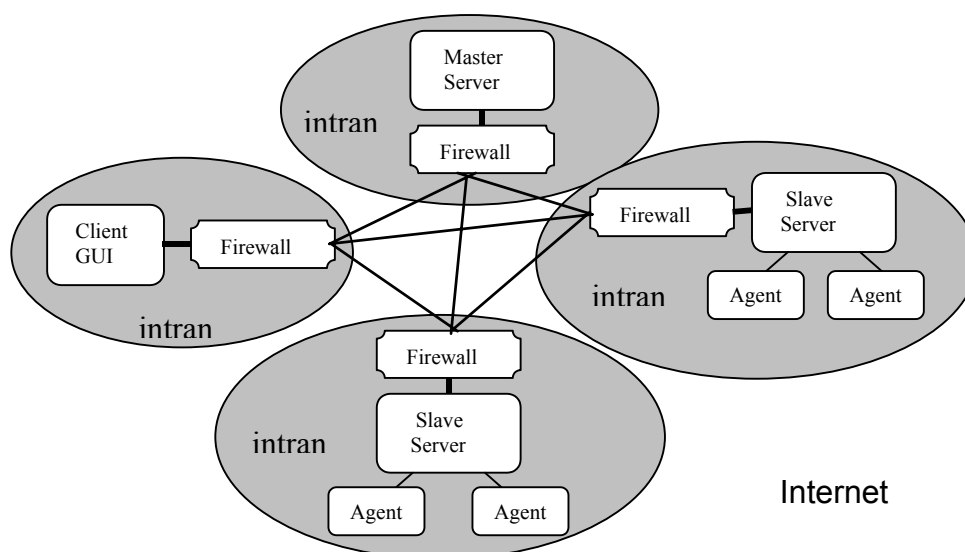 Master
Server
intran
Firewall
Client
GUI
Firewall
intran
Firewall
Slave
Server
intran
Agent
Agent
Firewall
intran
Slave
Server
Agent
Agent
Internet